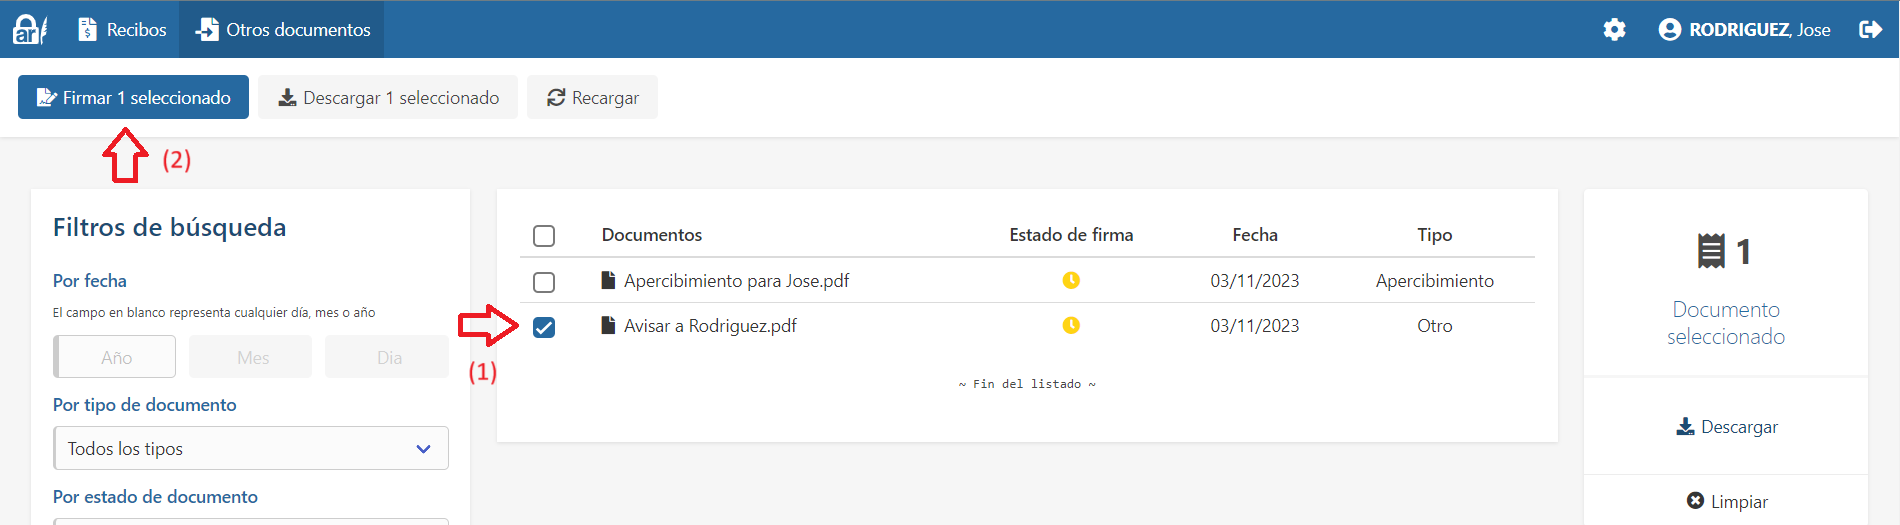 ar
Recibos
Otros documentos
RODRIGUEZ, Jose
Firmar 1 seleccionado
Descargar 1 seleccionado
Recargar
(2)
Filtros de búsqueda
Por fecha
El campo en blanco representa cualquier día, mes o año
Año Mes Dia
(1)
Por tipo de documento
Todos los tipos
Por estado de documento
Documentos Estado de firma Fecha Tipo
Apercibimiento para Jose.pdf 03/11/2023 Apercibimiento
Avisar a Rodriguez.pdf 03/11/2023 Otro
~ Fin del listado ~
1
Documento
seleccionado
Descargar
Limpiar